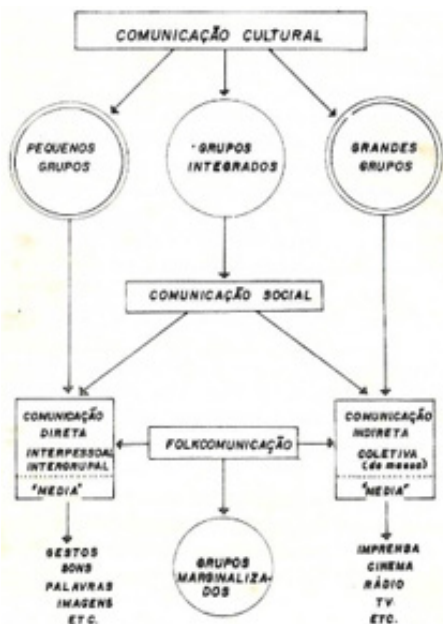 COMUNICAÇÃO CULTURAL
PEQUENOS
GRUPOS
GRUPOS
INTEGRADOS
GRANDES
GRUPOS
COMUNICAÇÃO SOCIAL
COMUNICAÇÃO
DIRETA
INTERPESSOAL
INTERGRUPAL
"MEDIA"
FOLKCOMUNICAÇÃO
COMUNICAÇÃO
INDIRETA
COLETIVA
(de massa)
"MEDIA"
GESTOS
SONS
PALAVRAS
IMAGENS
ETC.
GRUPOS
MARGINALIZA-
DOS
IMPRENSA
CINEMA
RÁDIO
TV.
ETC.